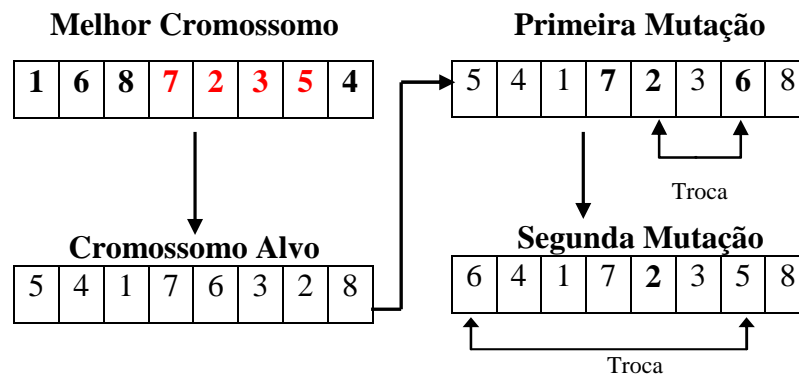 Melhor Cromossomo
1 6 8 7 2 3 5 4
Cromossomo Alvo
5 4 1 7 6 3 2 8
Primeira Mutação
5 4 1 7 2 3 6 8
Troca
Segunda Mutação
6 4 1 7 2 3 5 8
Troca